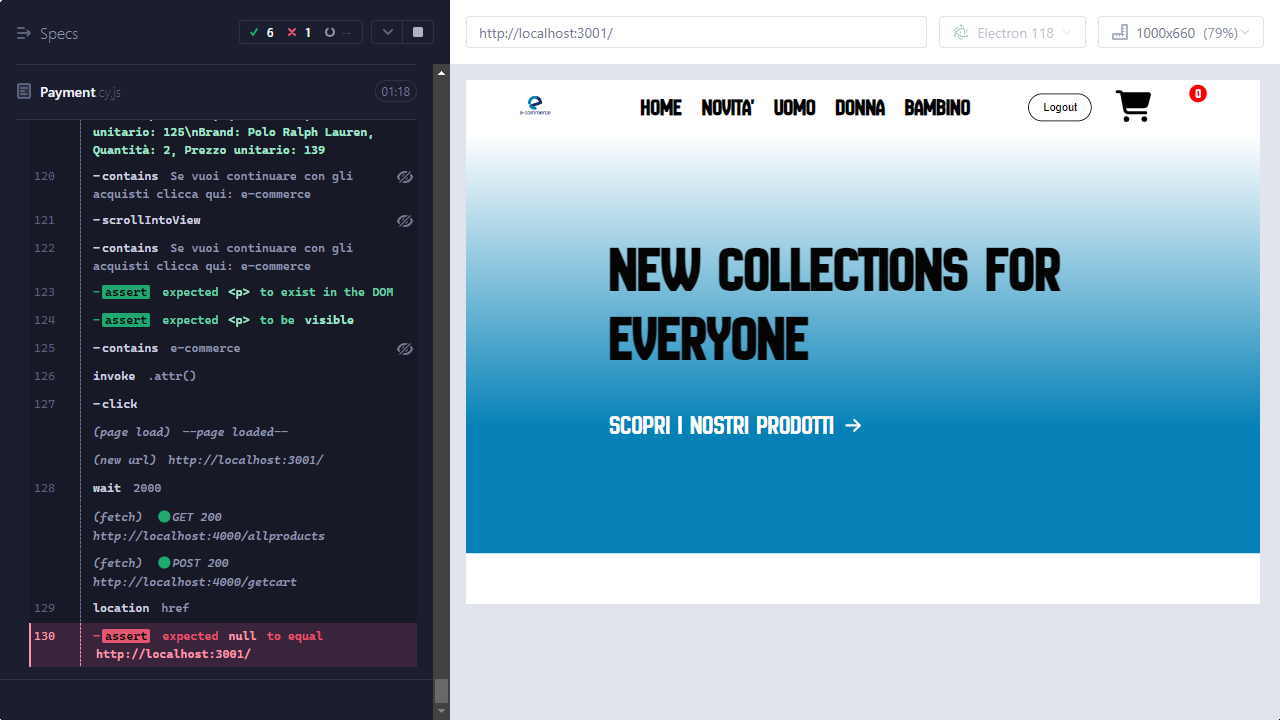 Specs
6
1
--
Payment cy.js
01:18
unitario: 125\nBrand: Polo Ralph Lauren,
Quantità: 2, Prezzo unitario: 139
120 -contains Se vuoi continuare con gli
acquisti clicca qui: e-commerce
121 -scrollIntoView
122 -contains Se vuoi continuare con gli
acquisti clicca qui: e-commerce
123 -assert expected <p> to exist in the DOM
124 -assert expected <p> to be visible
125 -contains e-commerce
126 invoke .attr()
127 -click
(page load) --page loaded--
(new url) http://localhost:3001/
128 wait 2000
(fetch) GET 200
http://localhost:4000/allproducts
(fetch) POST 200
http://localhost:4000/getcart
129 location href
130 -assert expected null to equal
http://localhost:3001/
http://localhost:3001/
Electron 118
1000x660 (79%)
e-commerce
HOME NOVITA' UOMO DONNA BAMBINO
Logout
0
NEW COLLECTIONS FOR
EVERYONE
SCOPRI I NOSTRI PRODOTTI →